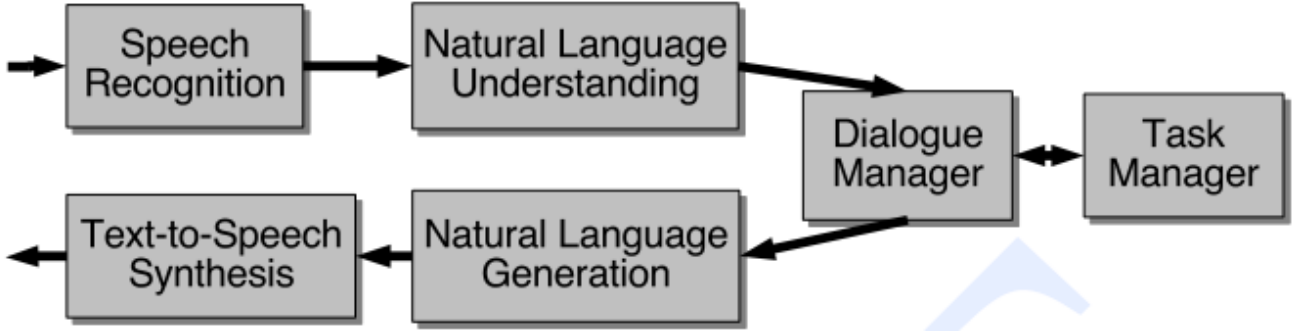 Speech
Recognition
Natural Language
Understanding
Dialogue
Manager
Task
Manager
Text-to-Speech
Synthesis
Natural Language
Generation